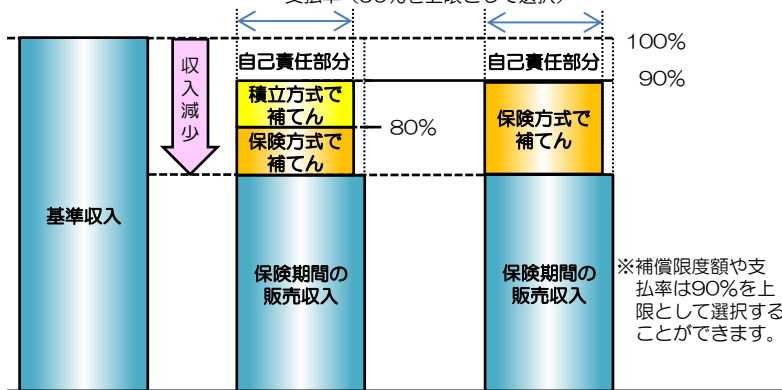 100%
自己責任部分
自己責任部分
90%
収入減少
積立方式で
補てん
80%
保険方式で
補てん
保険方式で
補てん
基準収入
保険期間の
販売収入
保険期間の
販売収入
※補償限度額や支
払率は90%を上
限として選択する
ことができます。